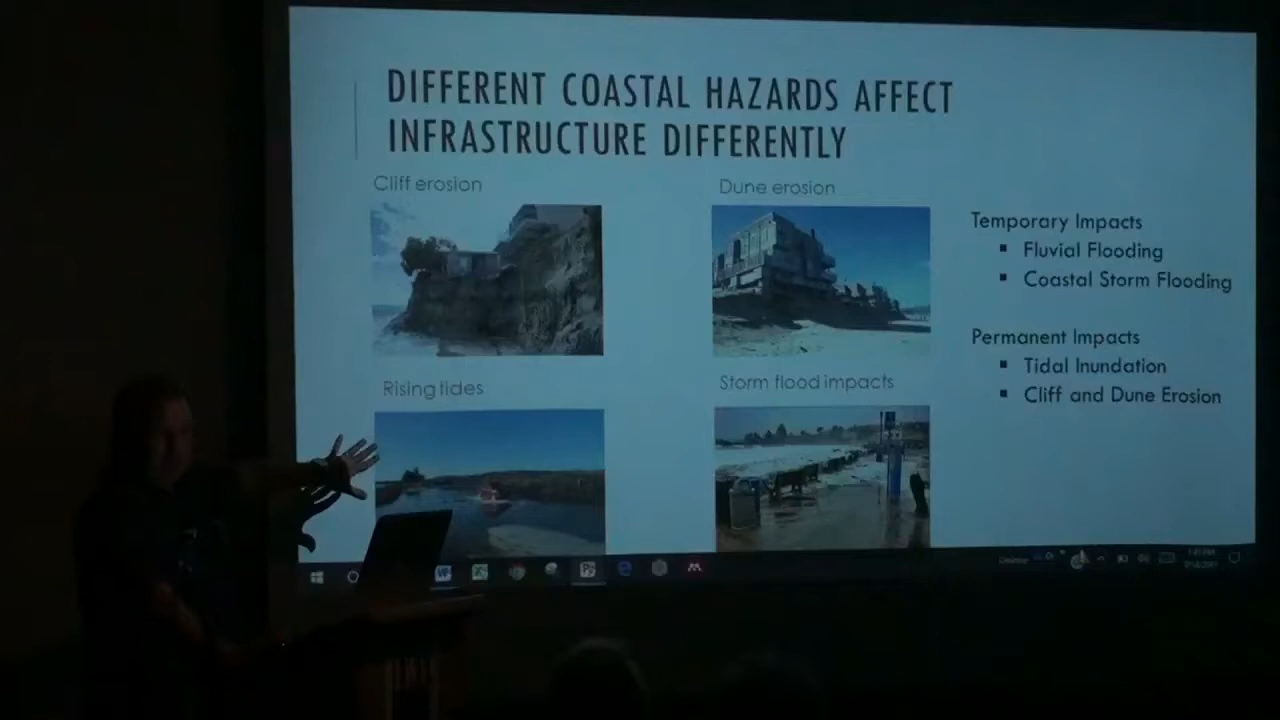 DIFFERENT COASTAL HAZARDS AFFECT
INFRASTRUCTURE DIFFERENTLY
Cliff erosion
Dune erosion
Rising tides
Storm flood impacts
Temporary Impacts
Fluvial Flooding
Coastal Storm Flooding
Permanent Impacts
Tidal Inundation
Cliff and Dune Erosion